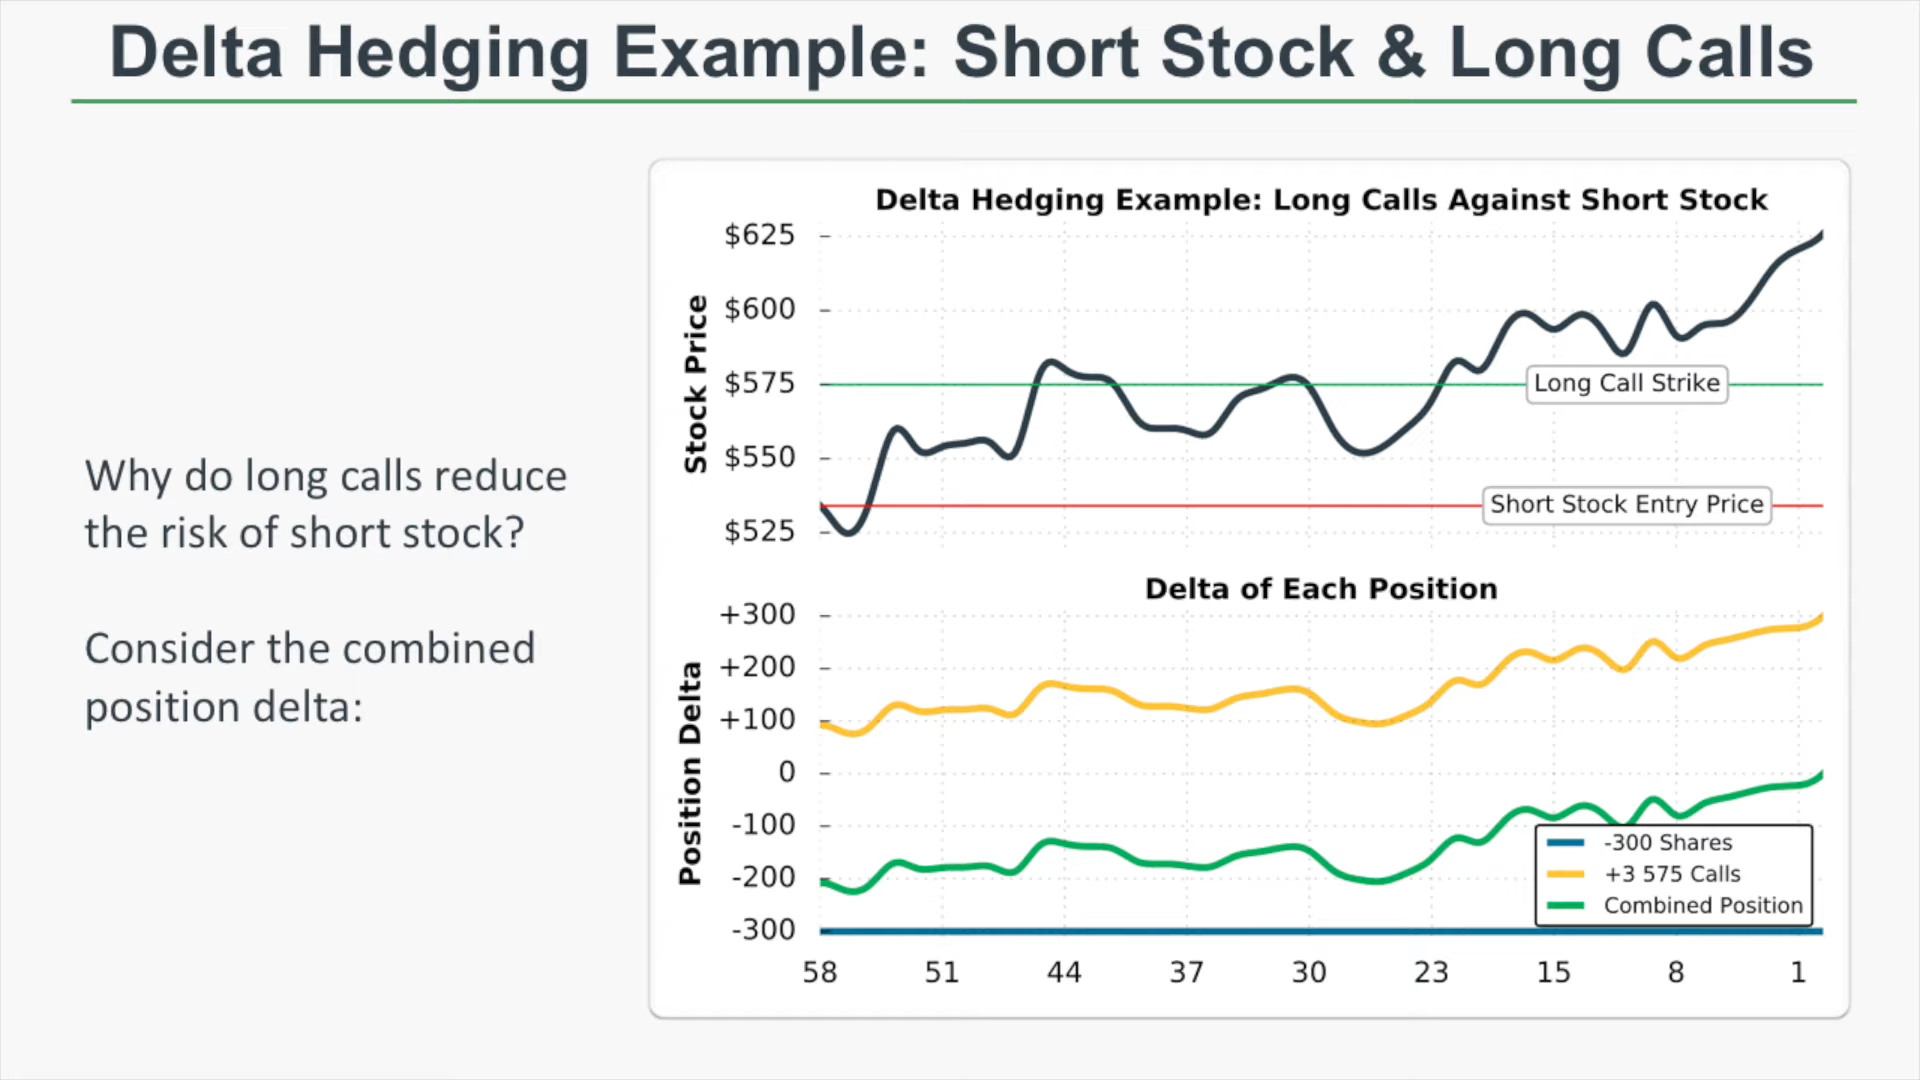 Delta Hedging Example: Short Stock & Long Calls
Why do long calls reduce
the risk of short stock?
Consider the combined
position delta:
Delta Hedging Example: Long Calls Against Short Stock
Stock Price
$625
$600
$575
$550
$525
Long Call Strike
Short Stock Entry Price
Delta of Each Position
Position Delta
+300
+200
+100
0
-100
-200
-300
-300 Shares
+3 575 Calls
Combined Position
58 51 44 37 30 23 15 8 1